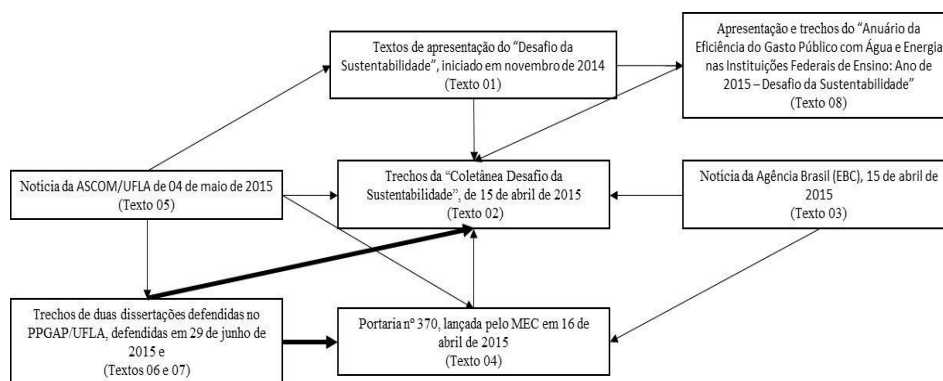 Textos de apresentação do “Desafio da
Sustentabilidade”, iniciado em novembro de 2014
(Texto 01)
Apresentação e trechos do “Anuário da
Eficiência do Gasto Público com Água e Energia
nas Instituições Federais de Ensino: Ano de
2015 – Desafio da Sustentabilidade”
(Texto 08)
Notícia da ASCOM/UFLA de 04 de maio de 2015
(Texto 05)
Trechos da “Coletânea Desafio da
Sustentabilidade”, de 15 de abril de 2015
(Texto 02)
Notícia da Agência Brasil (EBC), 15 de abril de
2015
(Texto 03)
Trechos de duas dissertações defendidas no
PPGAP/UFLA, defendidas em 29 de junho de
2015 e
(Textos 06 e 07)
Portaria nº 370, lançada pelo MEC em 16 de
abril de 2015
(Texto 04)